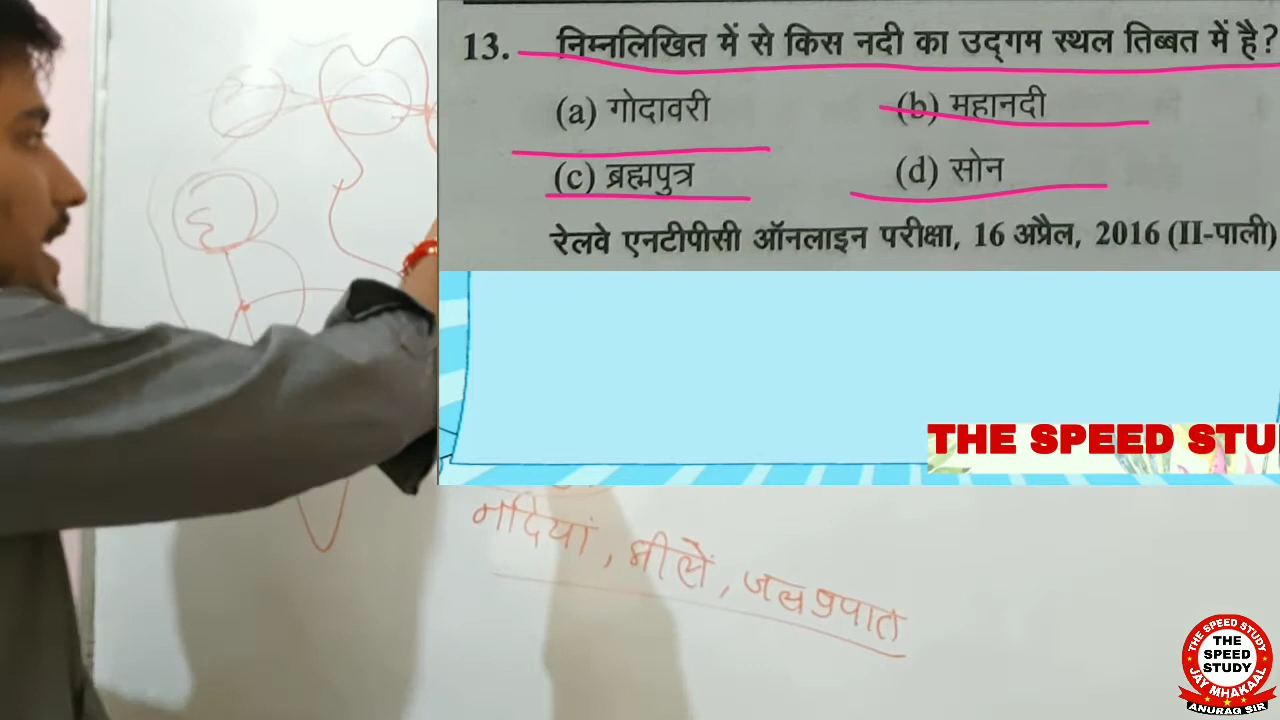 13. निम्नलिखित में से किस नदी का उद्गम स्थल तिब्बत में है?
(a) गोदावरी (b) महानदी
(c) ब्रह्मपुत्र (d) सोन
रेलवे एनटीपीसी ऑनलाइन परीक्षा, 16 अप्रैल, 2016 (II-पाली)
THE SPEED STU
नदियां, झीलें, जलप्रपात
THE SPEED STUDY
THE
SPEED
STUDY
JAY MHAKAAL
ANURAG SIR